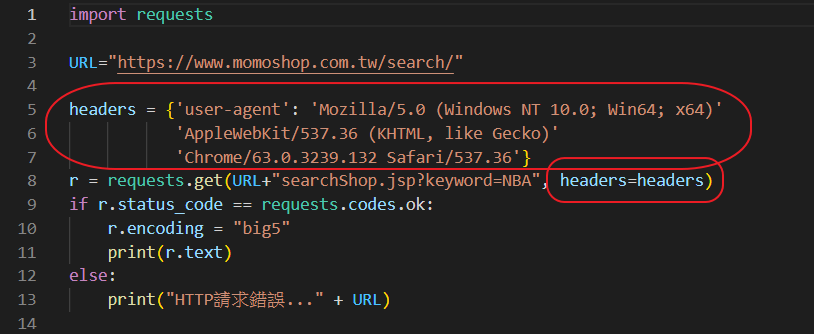 1 import requests
2
3 URL="https://www.momoshop.com.tw/search/"
4
5 headers = {'user-agent': 'Mozilla/5.0 (Windows NT 10.0; Win64; x64)'
6 'AppleWebKit/537.36 (KHTML, like Gecko)'
7 'Chrome/63.0.3239.132 Safari/537.36'}
8 r = requests.get(URL+"searchShop.jsp?keyword=NBA", headers=headers)
9 if r.status_code == requests.codes.ok:
10 r.encoding = "big5"
11 print(r.text)
12 else:
13 print("HTTP請求錯誤..." + URL)
14